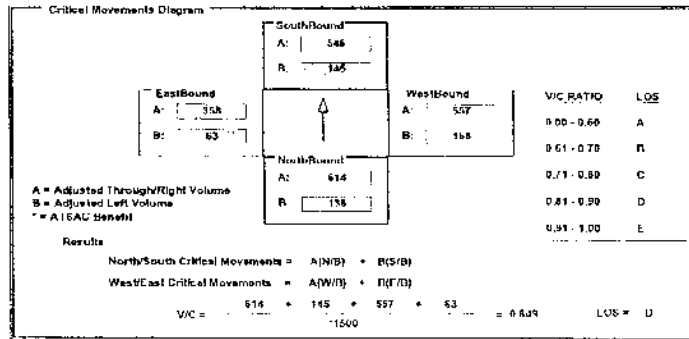 Critical Movements Diagram
SouthBound
A: 546
B: 145
EastBound
A: 358
B: 63
WestBound
A: 557
B: 158
NorthBound
A: 614
B: 138
V/C RATIO LOS
0.00 - 0.60 A
0.61 - 0.70 B
0.71 - 0.80 C
0.81 - 0.90 D
0.91 - 1.00 E
A = Adjusted Through/Right Volume
B = Adjusted Left Volume
* = ATSAC Benefit
Results
North/South Critical Movements = A(N/B) + B(S/B)
West/East Critical Movements = A(W/B) + B(E/B)
614 + 145 + 557 + 63
V/C = = 0.849 LOS = D
*1500